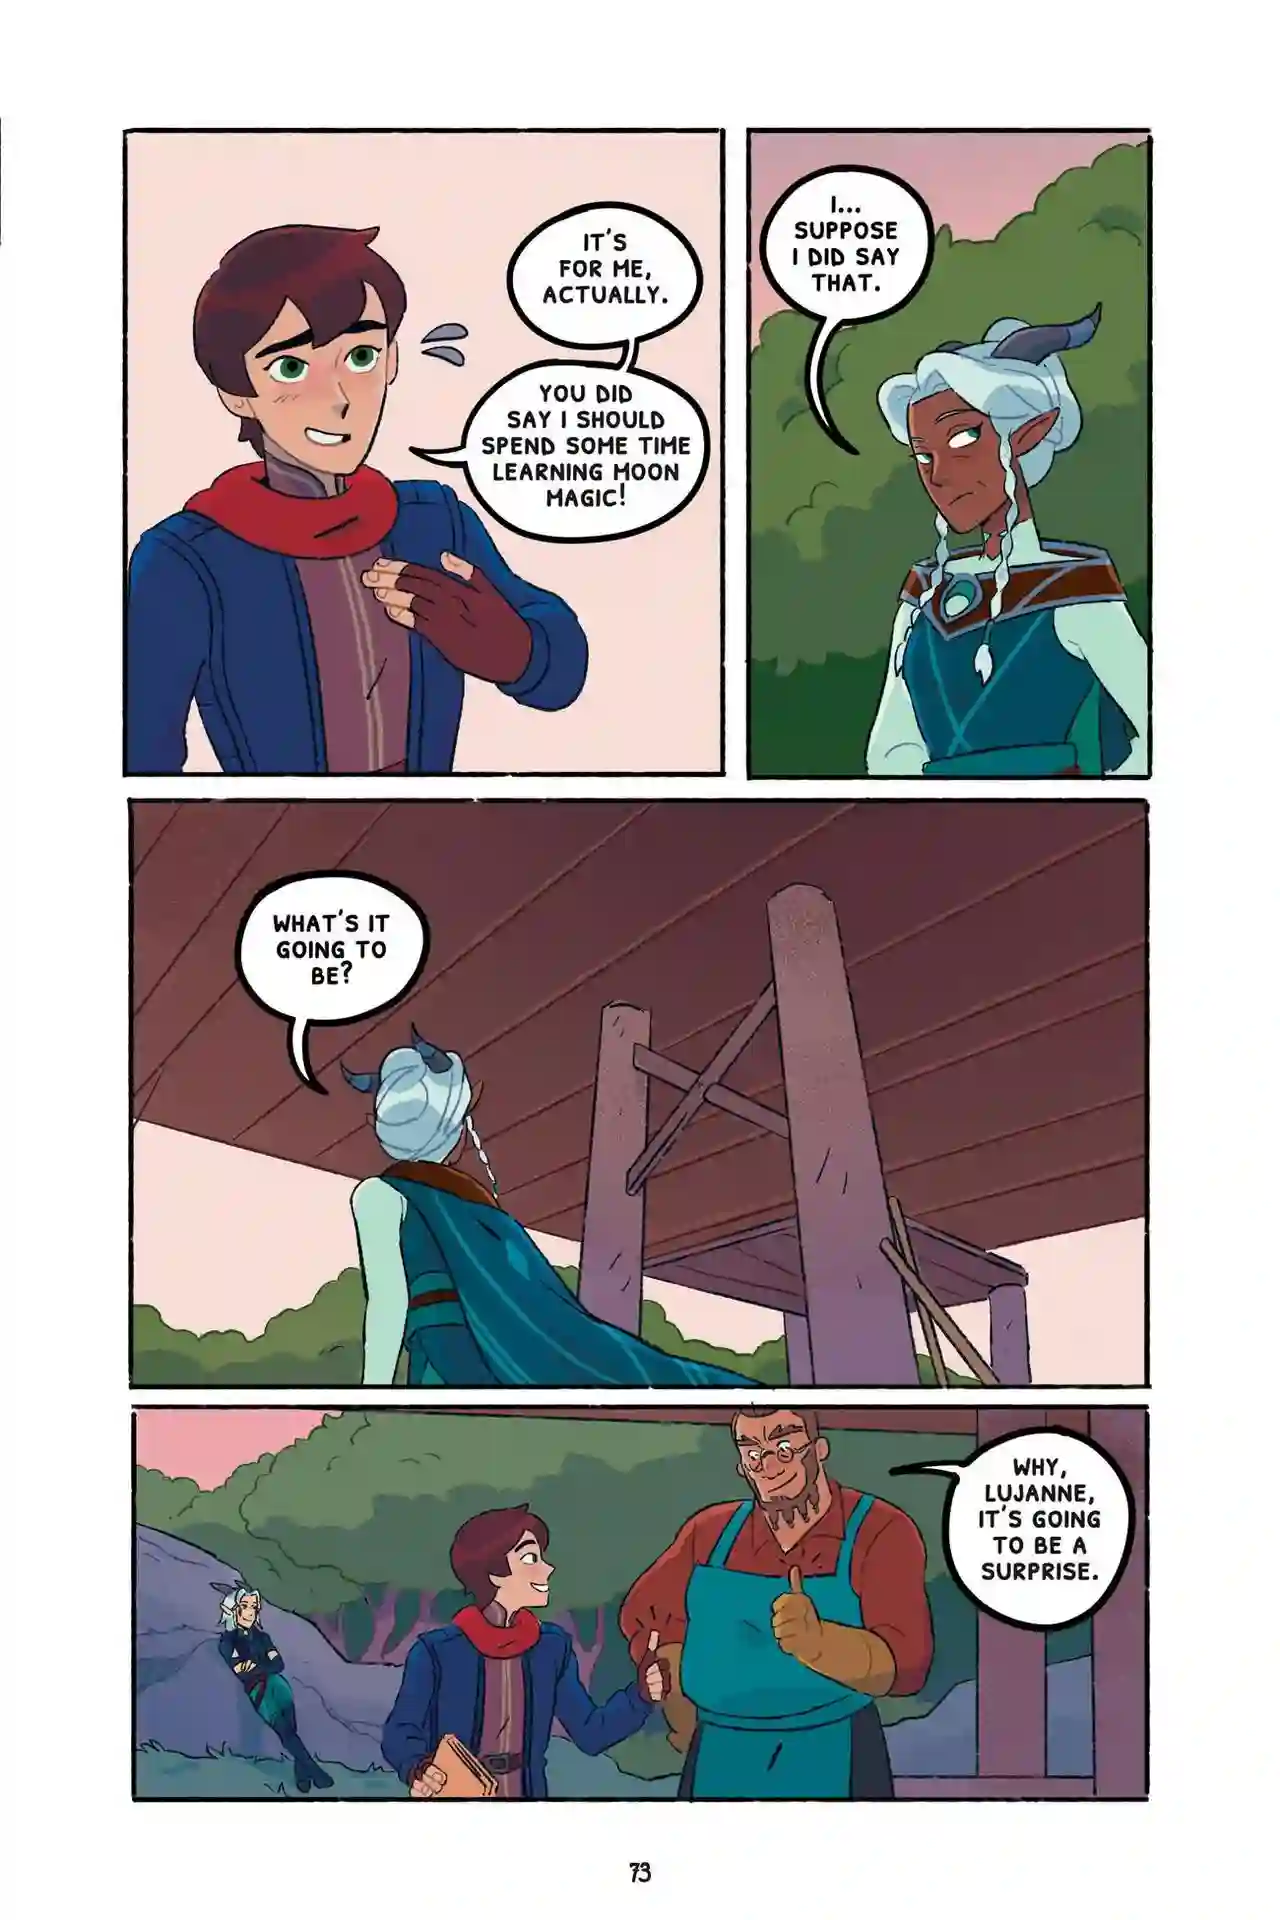 IT'S
FOR ME,
ACTUALLY.
YOU DID
SAY I SHOULD
SPEND SOME TIME
LEARNING MOON
MAGIC!
I...
SUPPOSE
I DID SAY
THAT.
WHAT'S IT
GOING TO
BE?
WHY,
LUJANNE,
IT'S GOING
TO BE A
SURPRISE.
73